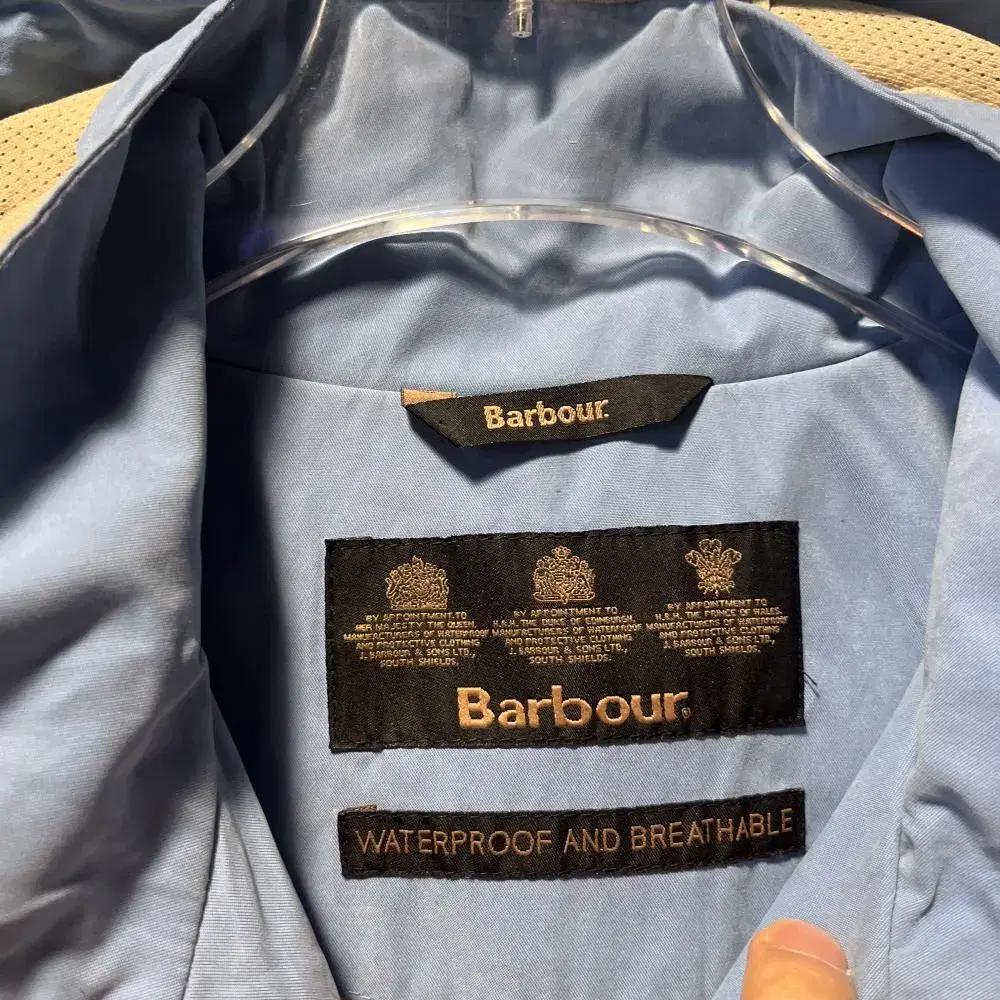 Barbour.
BY APPOINTMENT TO
HER MAJESTY THE QUEEN
MANUFACTURERS OF WATERPROOF
AND PROTECTIVE CLOTHING
J. BARBOUR & SONS LTD.,
SOUTH SHIELDS.
BY APPOINTMENT TO
H.R.H. THE DUKE OF EDINBURGH
MANUFACTURERS OF WATERPROOF
AND PROTECTIVE CLOTHING
J. BARBOUR & SONS LTD.,
SOUTH SHIELDS.
BY APPOINTMENT TO
H.R.H. THE PRINCE OF WALES
MANUFACTURERS OF WATERPROOF
AND PROTECTIVE CLOTHING
J. BARBOUR & SONS LTD.,
SOUTH SHIELDS.
Barbour®
WATERPROOF AND BREATHABLE